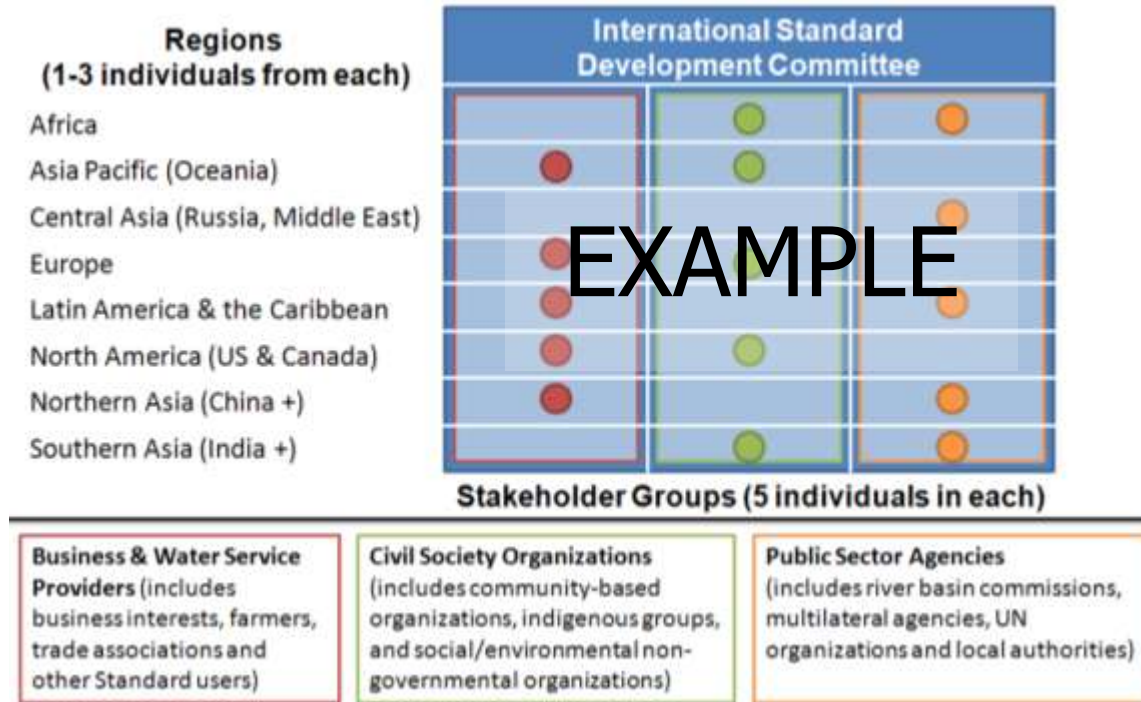 Regions
(1-3 individuals from each)
International Standard
Development Committee
Africa
Asia Pacific (Oceania)
Central Asia (Russia, Middle East)
Europe
Latin America & the Caribbean
North America (US & Canada)
Northern Asia (China +)
Southern Asia (India +)
EXAMPLE
Stakeholder Groups (5 individuals in each)
Business & Water Service
Providers (includes
business interests, farmers,
trade associations and
other Standard users)
Civil Society Organizations
(includes community-based
organizations, indigenous groups,
and social/environmental non-
governmental organizations)
Public Sector Agencies
(includes river basin commissions,
multilateral agencies, UN
organizations and local authorities)